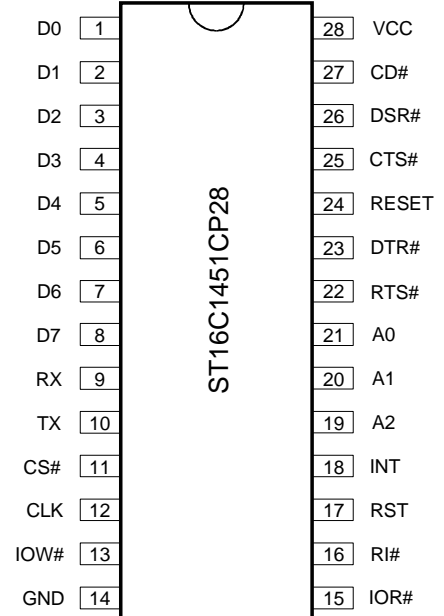 D0 1 28 VCC
D1 2 27 CD#
D2 3 26 DSR#
D3 4 25 CTS#
D4 5 24 RESET
D5 6 23 DTR#
D6 7 22 RTS#
D7 8 21 A0
RX 9 20 A1
TX 10 19 A2
CS# 11 18 INT
CLK 12 17 RST
IOW# 13 16 RI#
GND 14 15 IOR#
ST16C1451CP28